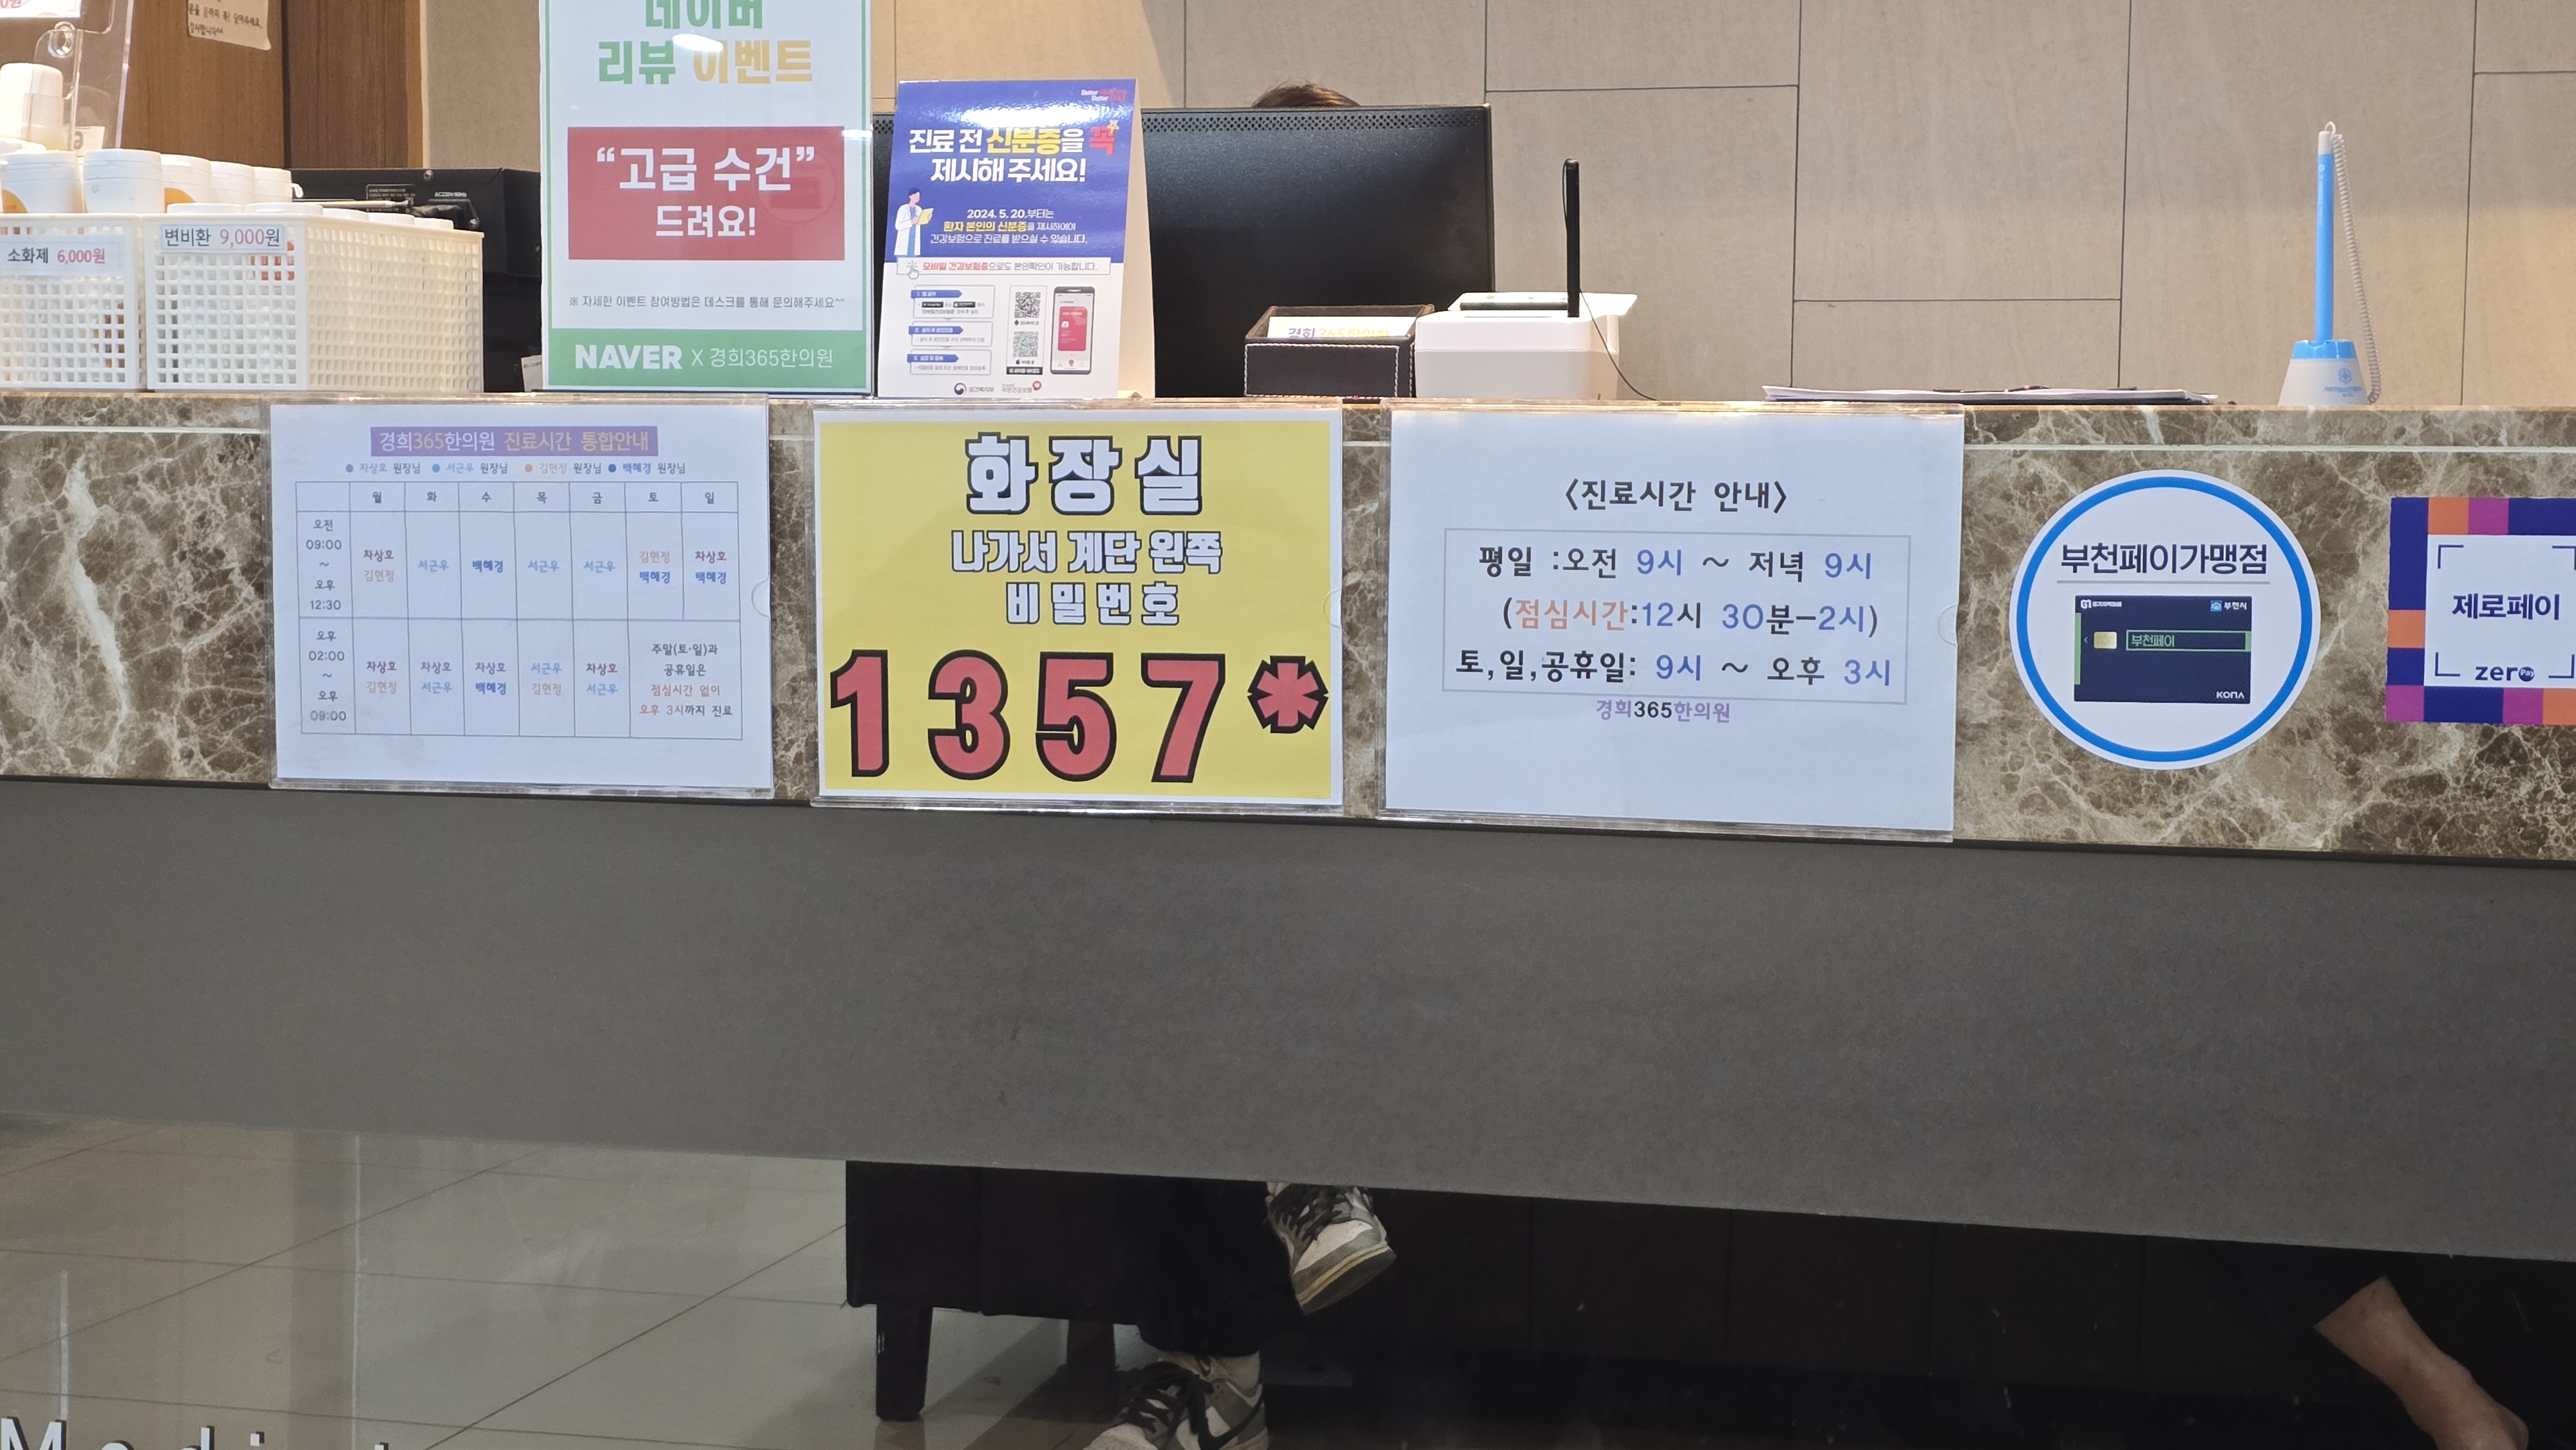 데이버
리뷰 이벤트
“고급 수건”
드려요!
※ 자세한 이벤트 참여방법은 데스크를 통해 문의해주세요^^
NAVER X 경희365한의원
진료 전 신분증을 꼭
제시해 주세요!
2024. 5. 20.부터는
환자 본인의 신분증을 제시하여야
건강보험으로 진료를 받으실 수 있습니다.
모바일 건강보험증으로도 본인확인이 가능합니다.
소화제 6,000원
변비환 9,000원
경희365한의원
경희365한의원 진료시간 통합안내
차상호 원장님 서근우 원장님 김현정 원장님 백혜경 원장님
월 화 수 목 금 토 일
오전
09:00
~
오후
12:30
차상호
김현정
서근우
백혜경
서근우
서근우
김현정
백혜경
차상호
백혜경
오후
02:00
~
오후
09:00
차상호
김현정
차상호
서근우
차상호
백혜경
서근우
김현정
차상호
서근우
주말(토·일)과
공휴일은
점심시간 없이
오후 3시까지 진료
화장실
나가서 계단 왼쪽
비밀번호
1357*
〈진료시간 안내〉
평일 :오전 9시 ~ 저녁 9시
(점심시간:12시 30분-2시)
토,일,공휴일: 9시 ~ 오후 3시
경희365한의원
부천페이가맹점
부천시
부천페이
KONA
제로페이
zero Pay